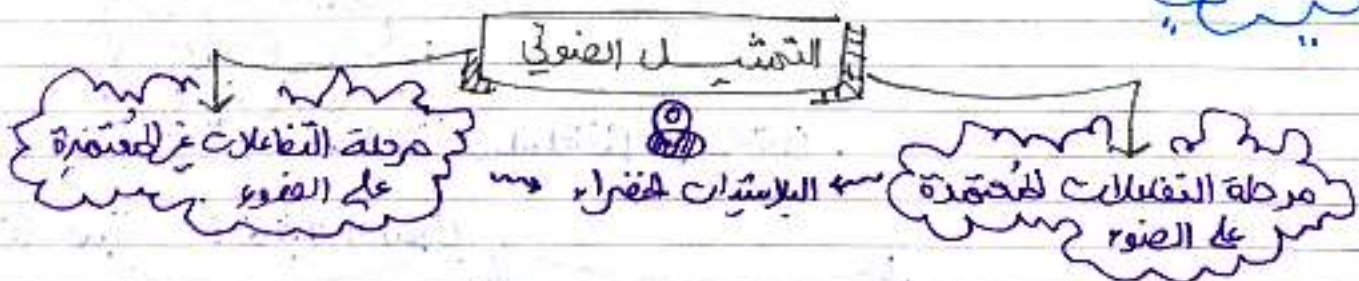 التمثيل الضوئي
مرحلة التفاعلات المعتمدة
على الضوء
البلاستيدات الخضراء
مرحلة التفاعلات غير المعتمدة
على الضوء